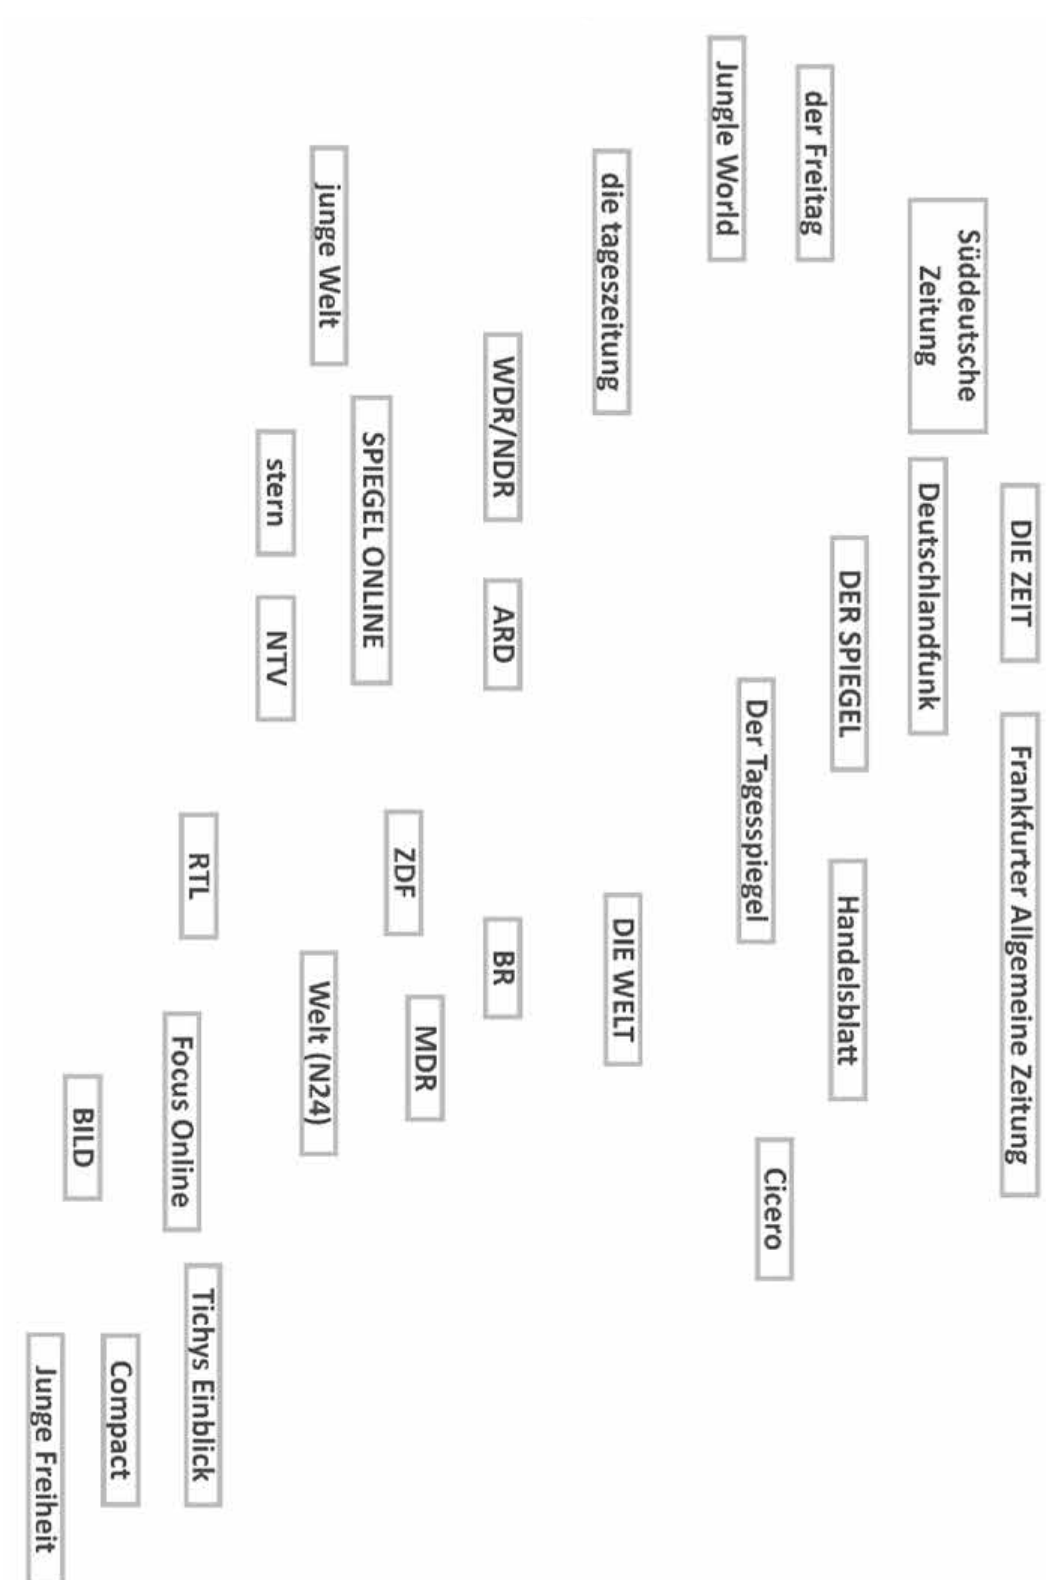 DIE ZEIT
Frankfurter Allgemeine Zeitung
Süddeutsche
Zeitung
Deutschlandfunk
der Freitag
DER SPIEGEL
Handelsblatt
Jungle World
Der Tagesspiegel
Cicero
die tageszeitung
DIE WELT
WDR/NDR
ARD
BR
MDR
ZDF
SPIEGEL ONLINE
junge Welt
Welt (N24)
stern
NTV
RTL
Tichys Einblick
Focus Online
Compact
BILD
Junge Freiheit